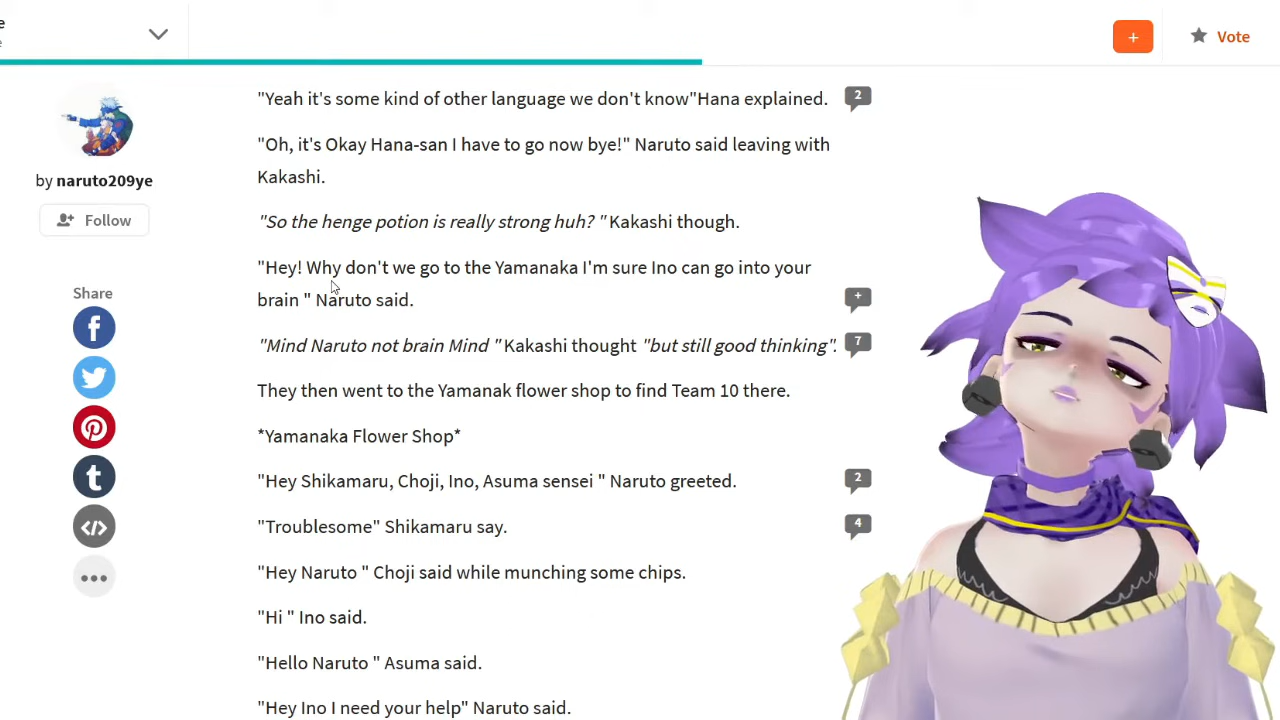 e
e
+
Vote
by naruto209ye
Follow
Share
"Yeah it's some kind of other language we don't know"Hana explained.
2
"Oh, it's Okay Hana-san I have to go now bye!" Naruto said leaving with
Kakashi.
"So the henge potion is really strong huh? " Kakashi though.
"Hey! Why don't we go to the Yamanaka I'm sure Ino can go into your
brain " Naruto said.
+
"Mind Naruto not brain Mind " Kakashi thought "but still good thinking".
7
They then went to the Yamanak flower shop to find Team 10 there.
*Yamanaka Flower Shop*
"Hey Shikamaru, Choji, Ino, Asuma sensei " Naruto greeted.
2
"Troublesome" Shikamaru say.
4
"Hey Naruto " Choji said while munching some chips.
"Hi " Ino said.
"Hello Naruto " Asuma said.
"Hey Ino I need your help" Naruto said.